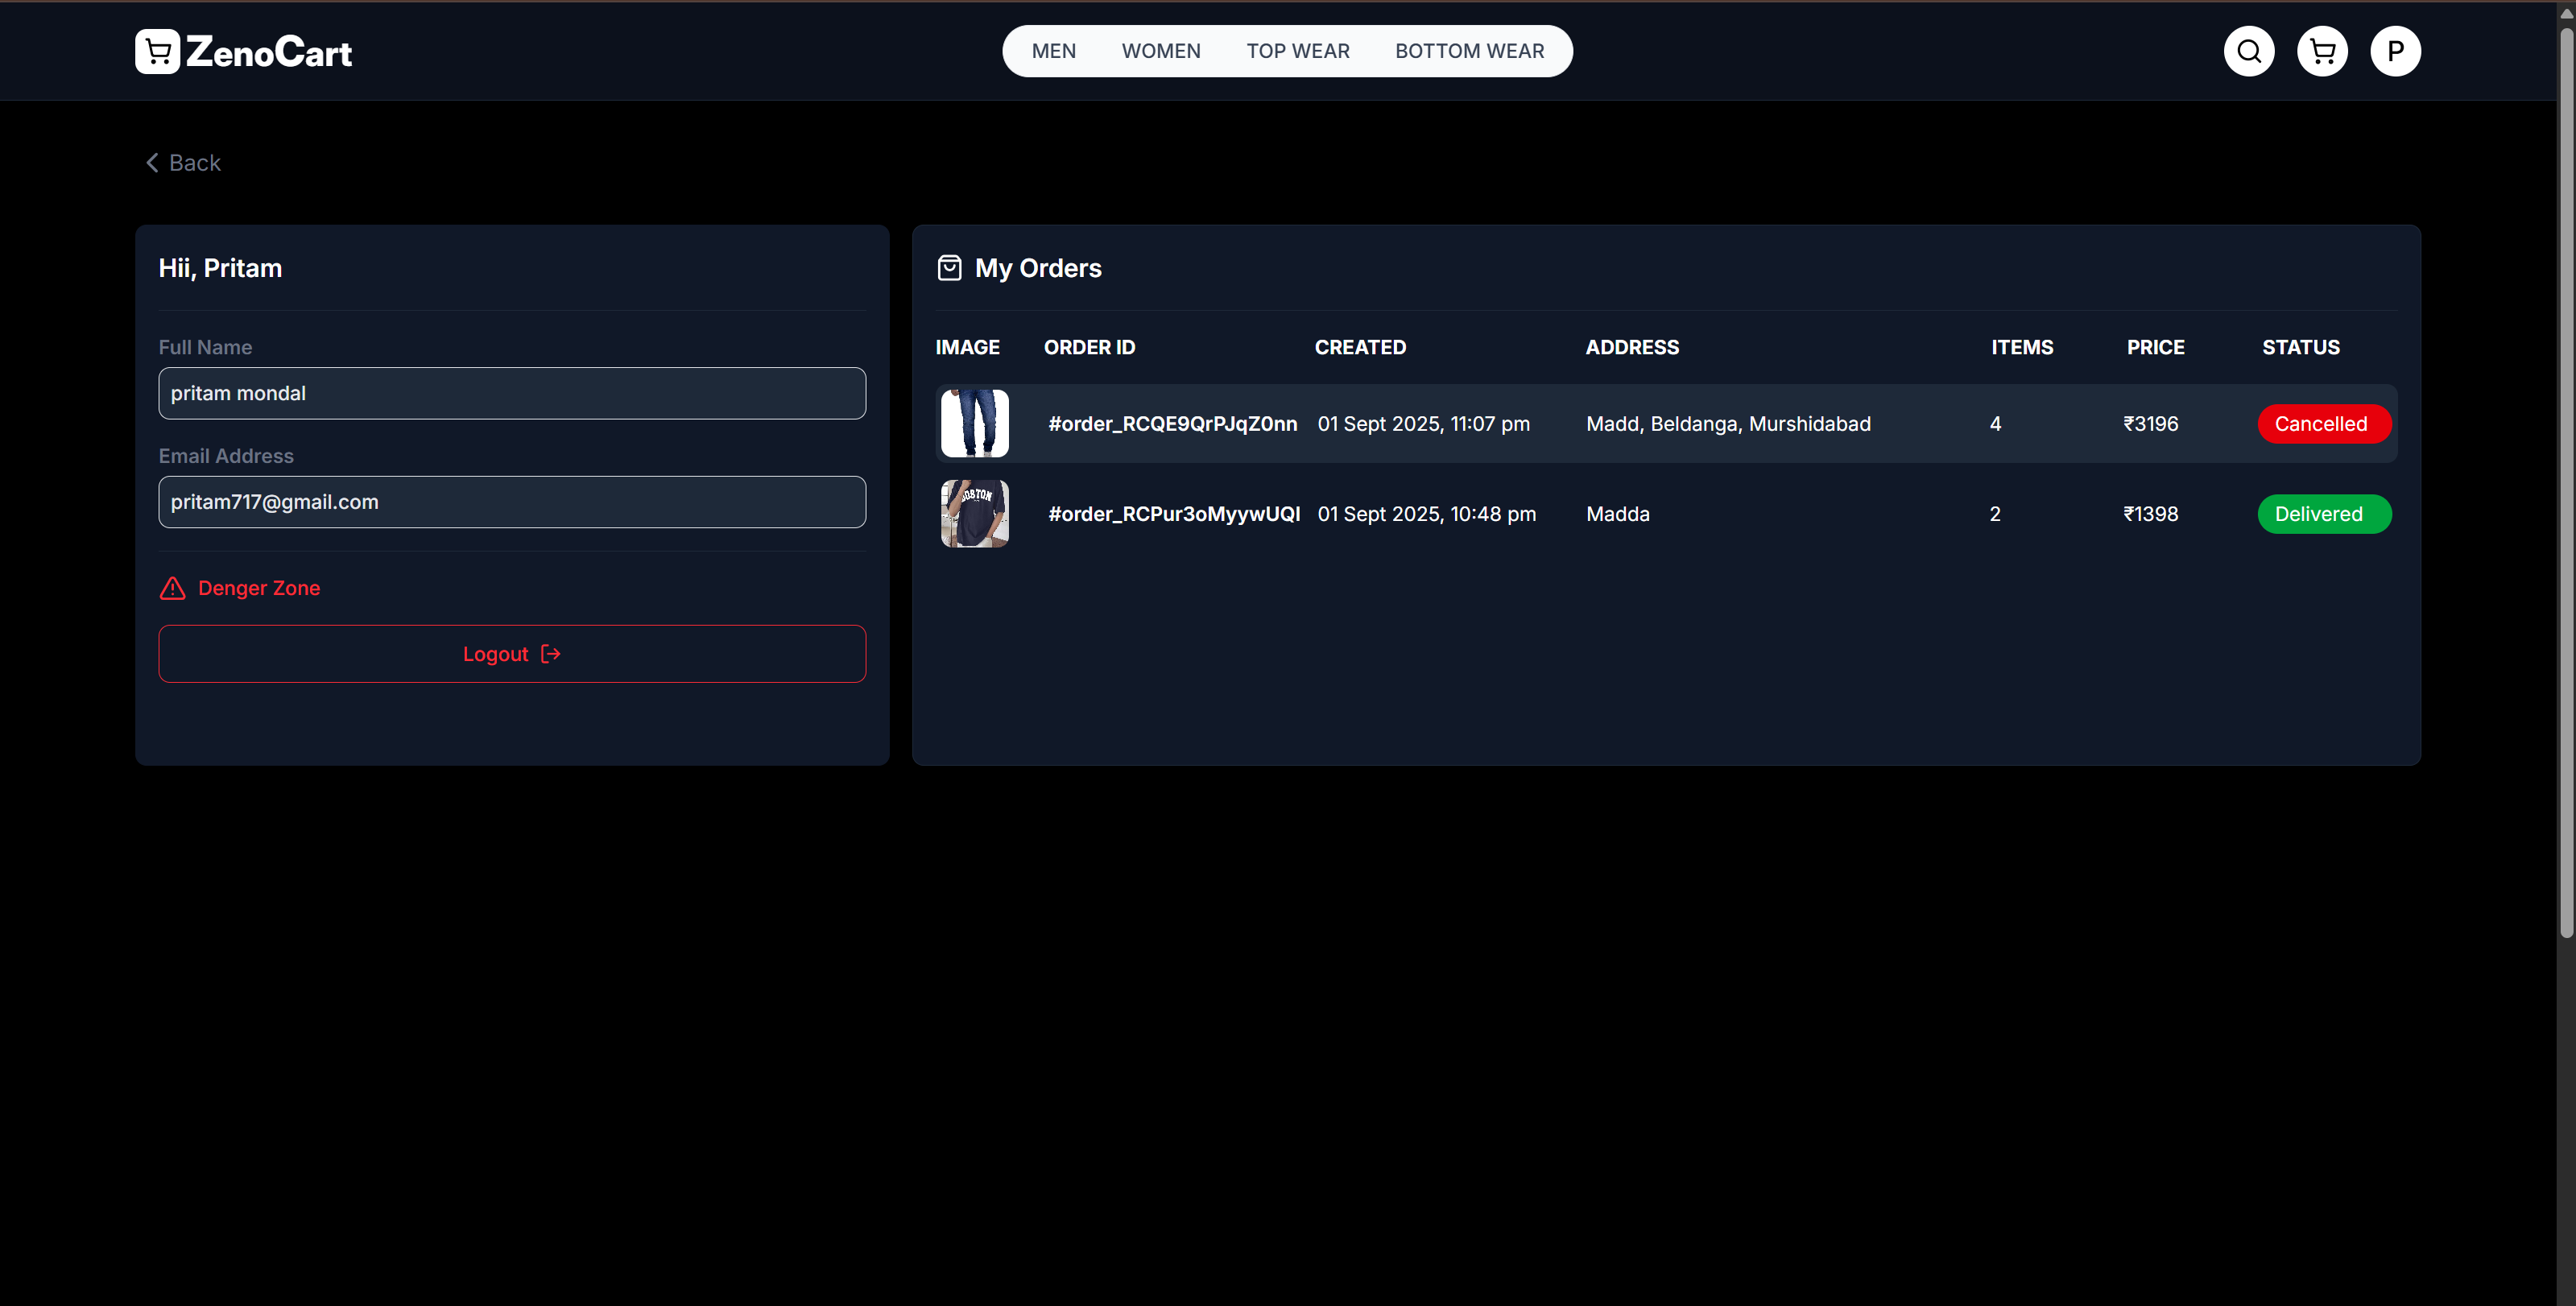 ZenoCart
MEN WOMEN TOP WEAR BOTTOM WEAR
P
Back
Hii, Pritam
Full Name
pritam mondal
Email Address
pritam717@gmail.com
Denger Zone
Logout
My Orders
IMAGE ORDER ID CREATED ADDRESS ITEMS PRICE STATUS
#order_RCQE9QrPJqZ0nn 01 Sept 2025, 11:07 pm Madd, Beldanga, Murshidabad 4 ₹3196 Cancelled
BOBTON
#order_RCPur3oMyywUQI 01 Sept 2025, 10:48 pm Madda 2 ₹1398 Delivered